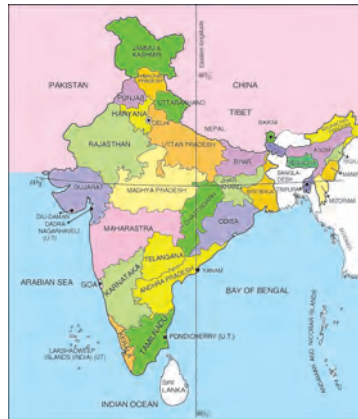 JAMMU &
KASHMIR
PAKISTAN
CHINA
PUNJAB
UTTARAKHAND
TIBET
HARYANA
DELHI
NEPAL
SIKKIM
RAJASTHAN
UTTAR PRADESH
ASSAM
BIHAR
BANGLA-
DESH
TRIPURA
MIZORAM
GUJARAT
MADHYA PRADESH
DIU-DAMAN
DADRA
NAGARHAVELI
(U.T)
ODISA
MAHARASTRA
TELANGANA
ARABIAN SEA
YANAM
BAY OF BENGAL
GOA
KARNATAKA
ANDHRA PRADESH
PONDICHERRY (U.T.)
TAMILNADU
LAKSHADWEEP
ISLANDS (INDIA) (UT)
SRI
LANKA
INDIAN OCEAN